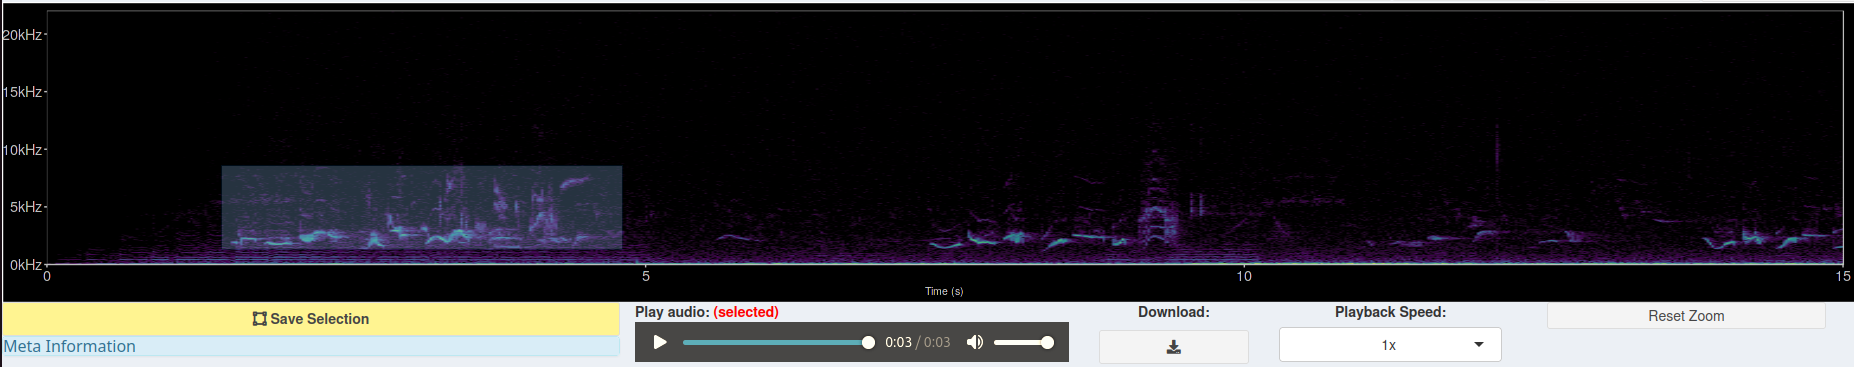 20kHz
15kHz
10kHz
5kHz
0kHz
0 5 10 15
Time (s)
Save Selection
Meta Information
Play audio: (selected)
0:03 / 0:03
Download:
Playback Speed:
1x
Reset Zoom